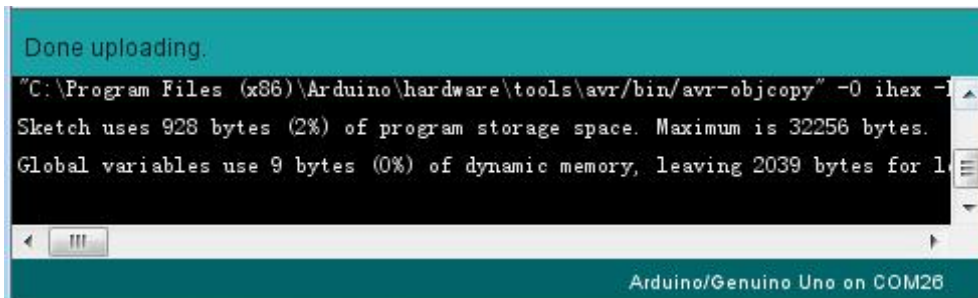 Done uploading.
"C:\Program Files (x86)\Arduino\hardware\tools\avr/bin/avr-objcopy" -O ihex -
Sketch uses 928 bytes (2%) of program storage space. Maximum is 32256 bytes.
Global variables use 9 bytes (0%) of dynamic memory, leaving 2039 bytes for
Arduino/Genuino Uno on COM26